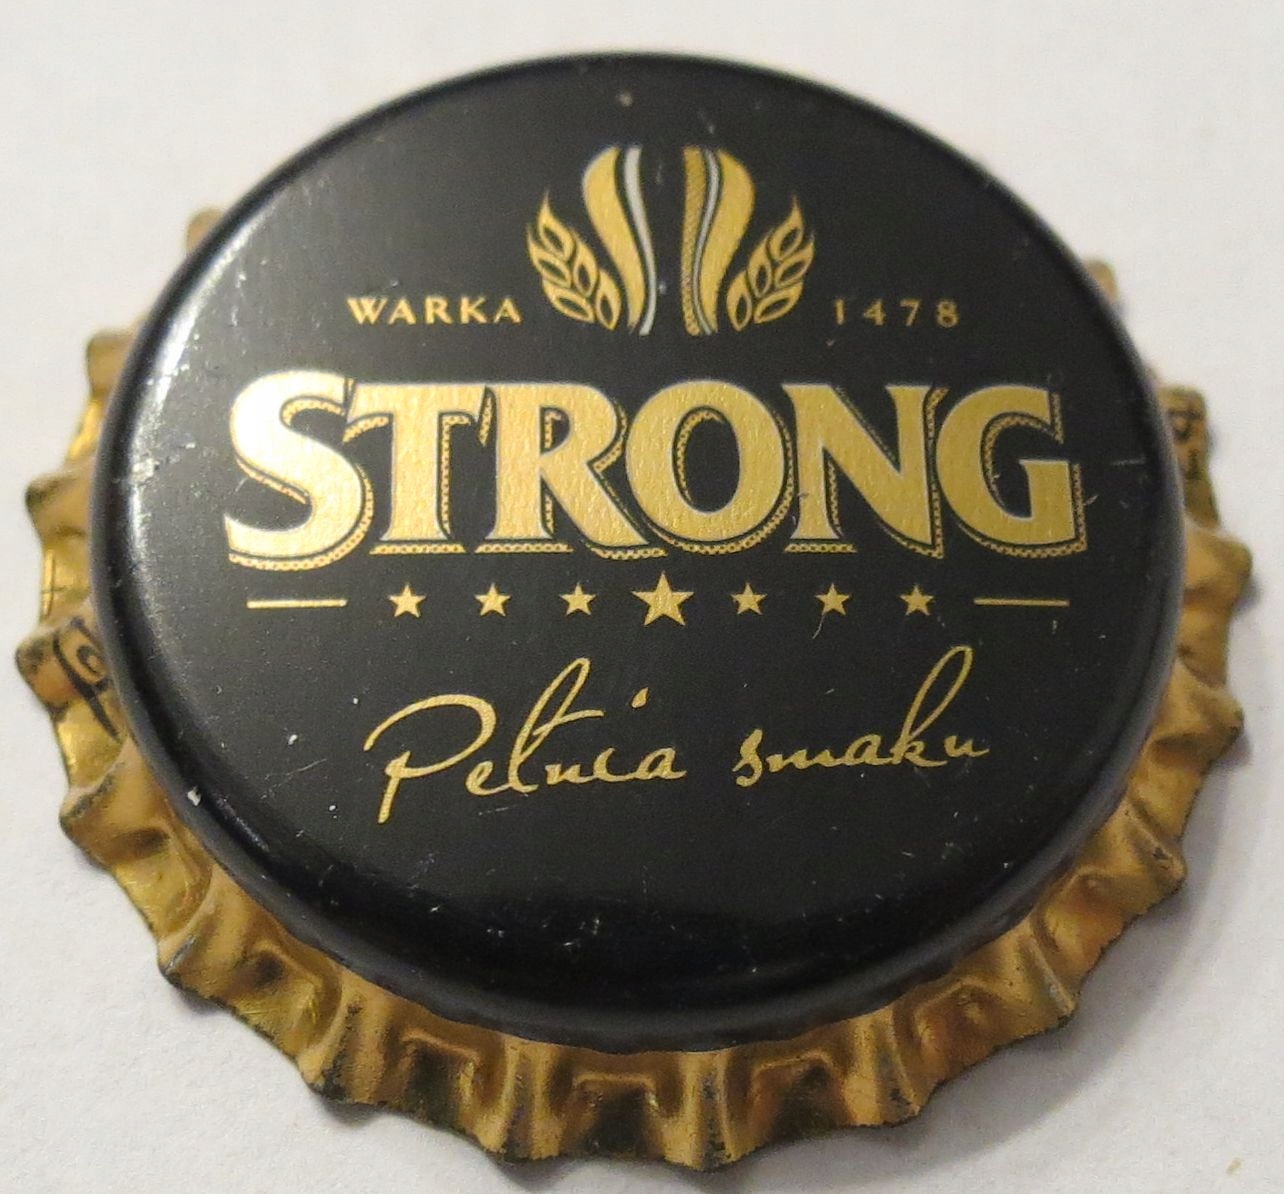 WARKA 1478
STRONG
Pełnia smaku